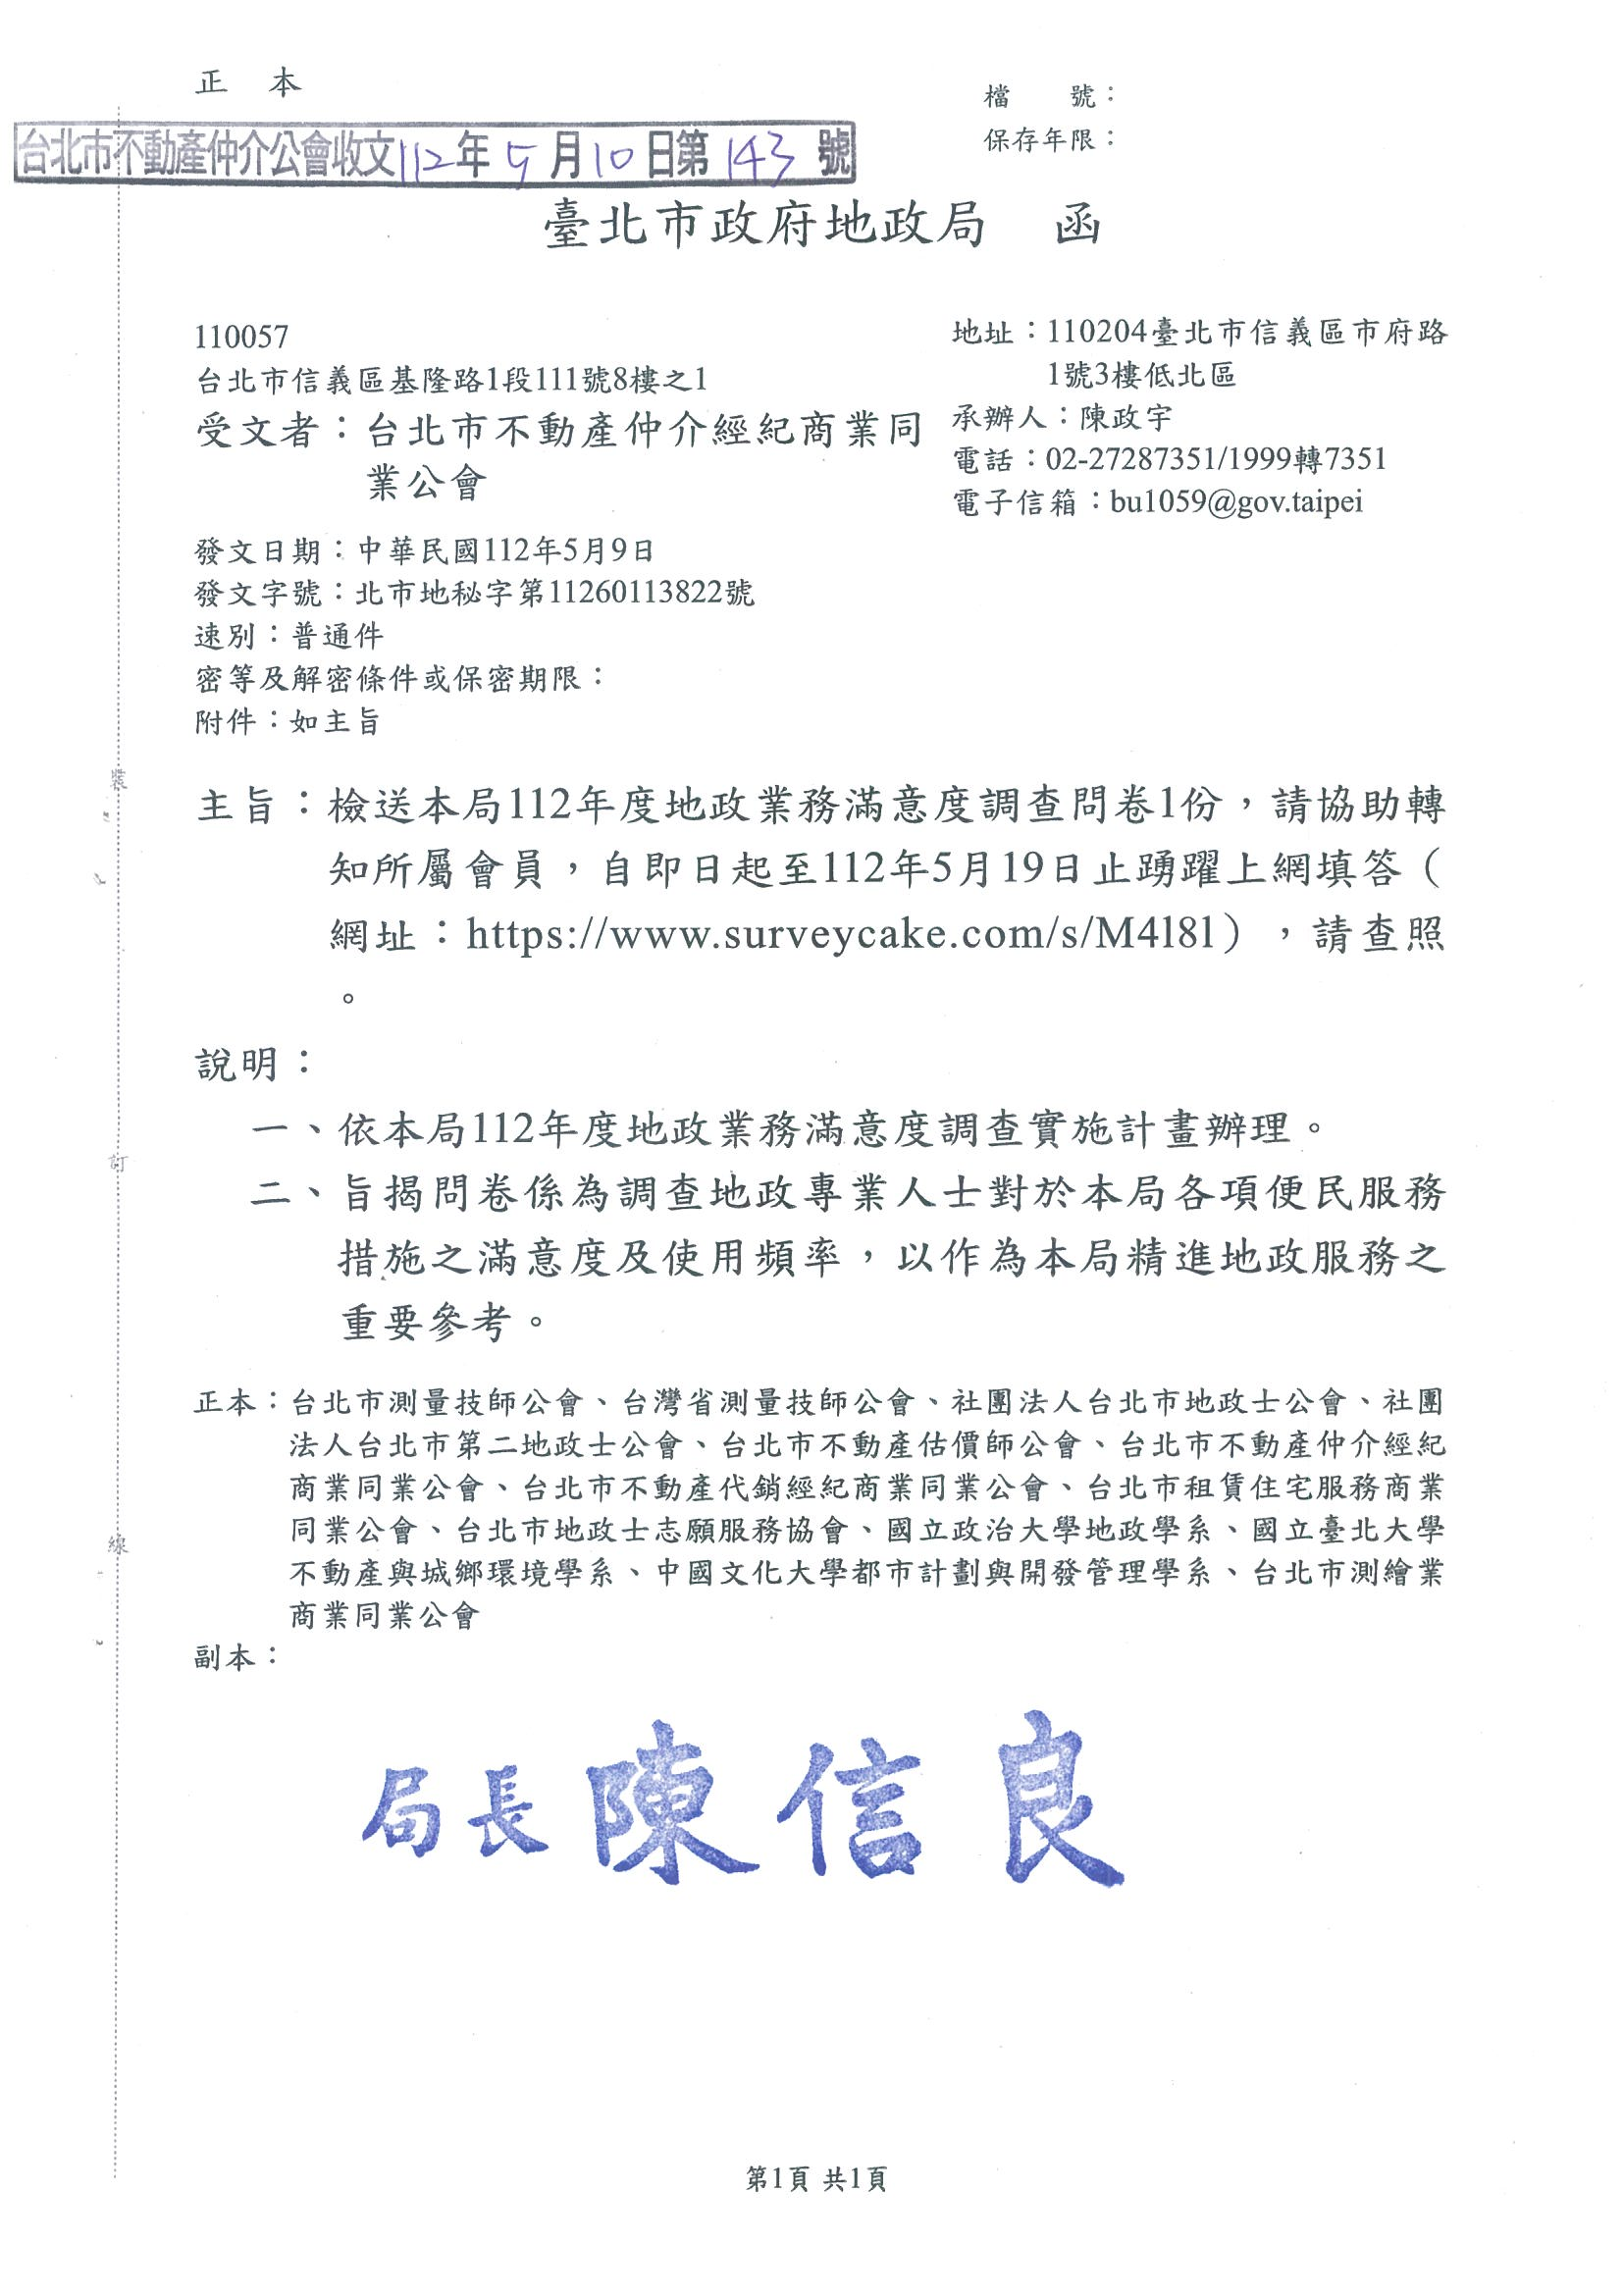 正　本
檔　　號：
保存年限：
台北市不動產仲介公會收文112年5月10日第143號
臺北市政府地政局　函
110057
台北市信義區基隆路1段111號8樓之1
受文者：台北市不動產仲介經紀商業同
業公會
地址：110204臺北市信義區市府路
1號3樓低北區
承辦人：陳政宇
電話：02-27287351/1999轉7351
電子信箱：bu1059@gov.taipei
發文日期：中華民國112年5月9日
發文字號：北市地秘字第11260113822號
速別：普通件
密等及解密條件或保密期限：
附件：如主旨
主旨：檢送本局112年度地政業務滿意度調查問卷1份，請協助轉
知所屬會員，自即日起至112年5月19日止踴躍上網填答（
網址：https://www.surveycake.com/s/M4l8l），請查照
。
說明：
一、依本局112年度地政業務滿意度調查實施計畫辦理。
二、旨揭問卷係為調查地政專業人士對於本局各項便民服務
措施之滿意度及使用頻率，以作為本局精進地政服務之
重要參考。
正本：台北市測量技師公會、台灣省測量技師公會、社團法人台北市地政士公會、社團
法人台北市第二地政士公會、台北市不動產估價師公會、台北市不動產仲介經紀
商業同業公會、台北市不動產代銷經紀商業同業公會、台北市租賃住宅服務商業
同業公會、台北市地政士志願服務協會、國立政治大學地政學系、國立臺北大學
不動產與城鄉環境學系、中國文化大學都市計劃與開發管理學系、台北市測繪業
商業同業公會
副本：
局長陳信良
裝
訂
線
第1頁 共1頁